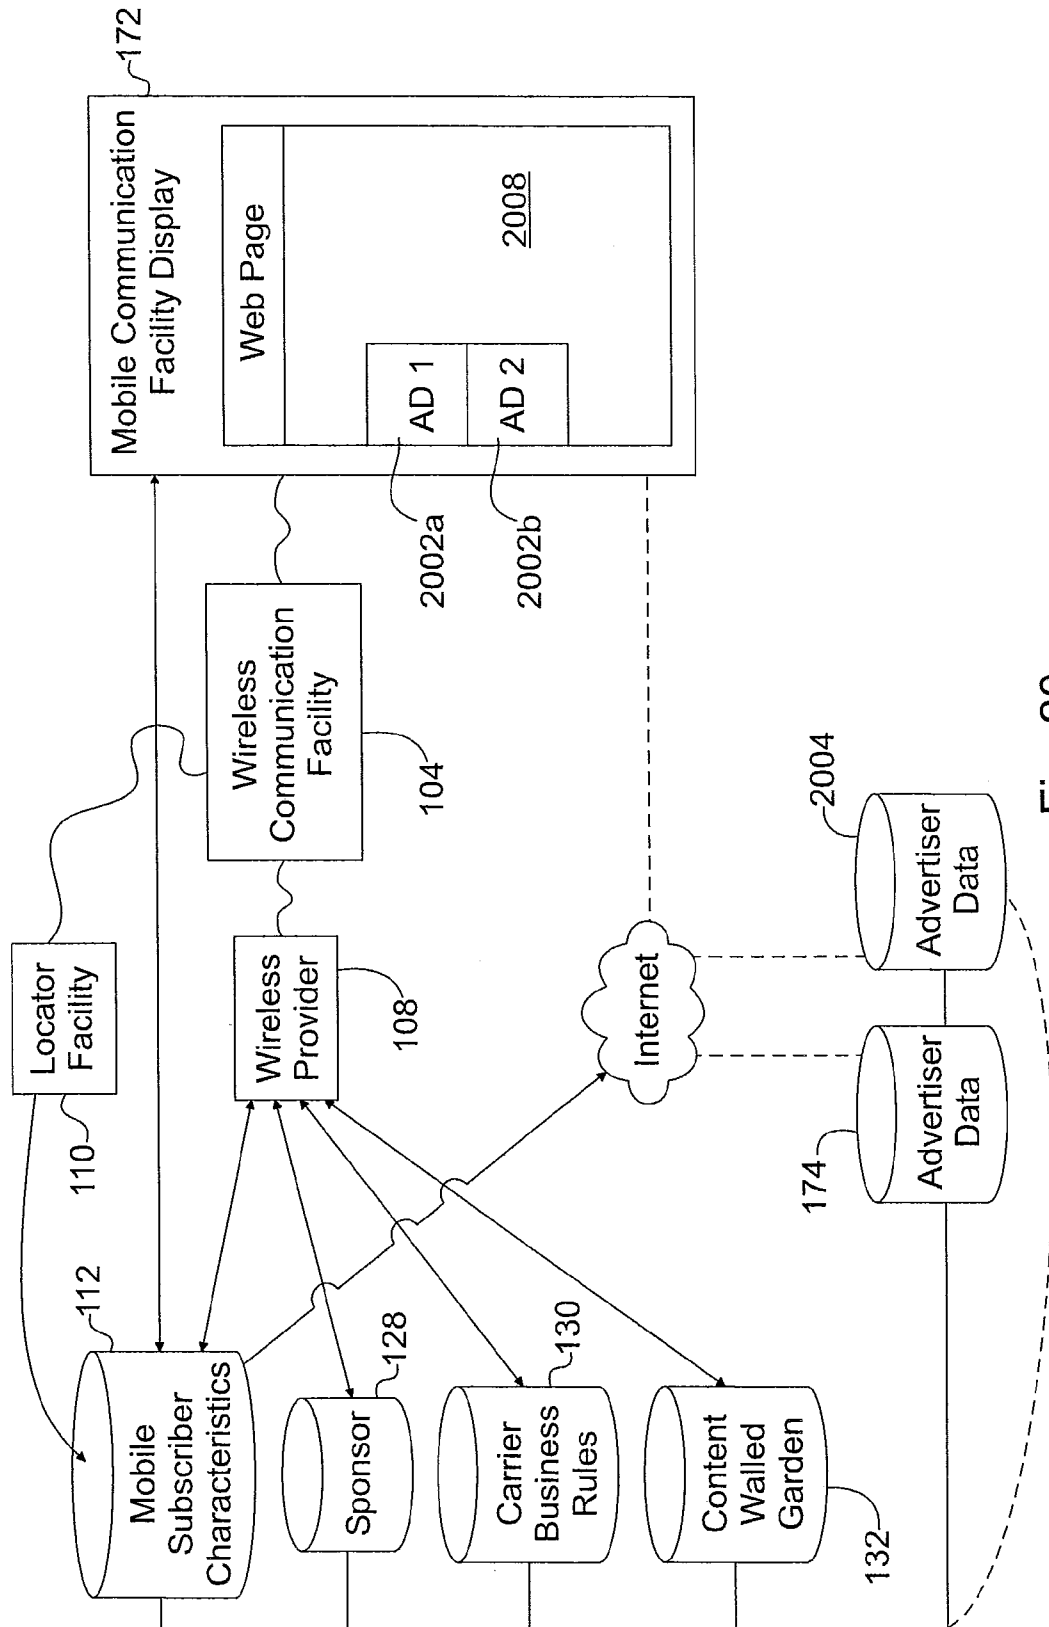 Mobile Communication
Facility Display
172
Web Page
2008
AD 1
AD 2
2002a
2002b
Wireless
Communication
Facility
104
Locator
Facility
110
Wireless
Provider
108
Internet
Mobile
Subscriber
Characteristics
112
Sponsor
128
Carrier
Business
Rules
130
Content
Walled
Garden
132
Advertiser
Data
174
Advertiser
Data
2004